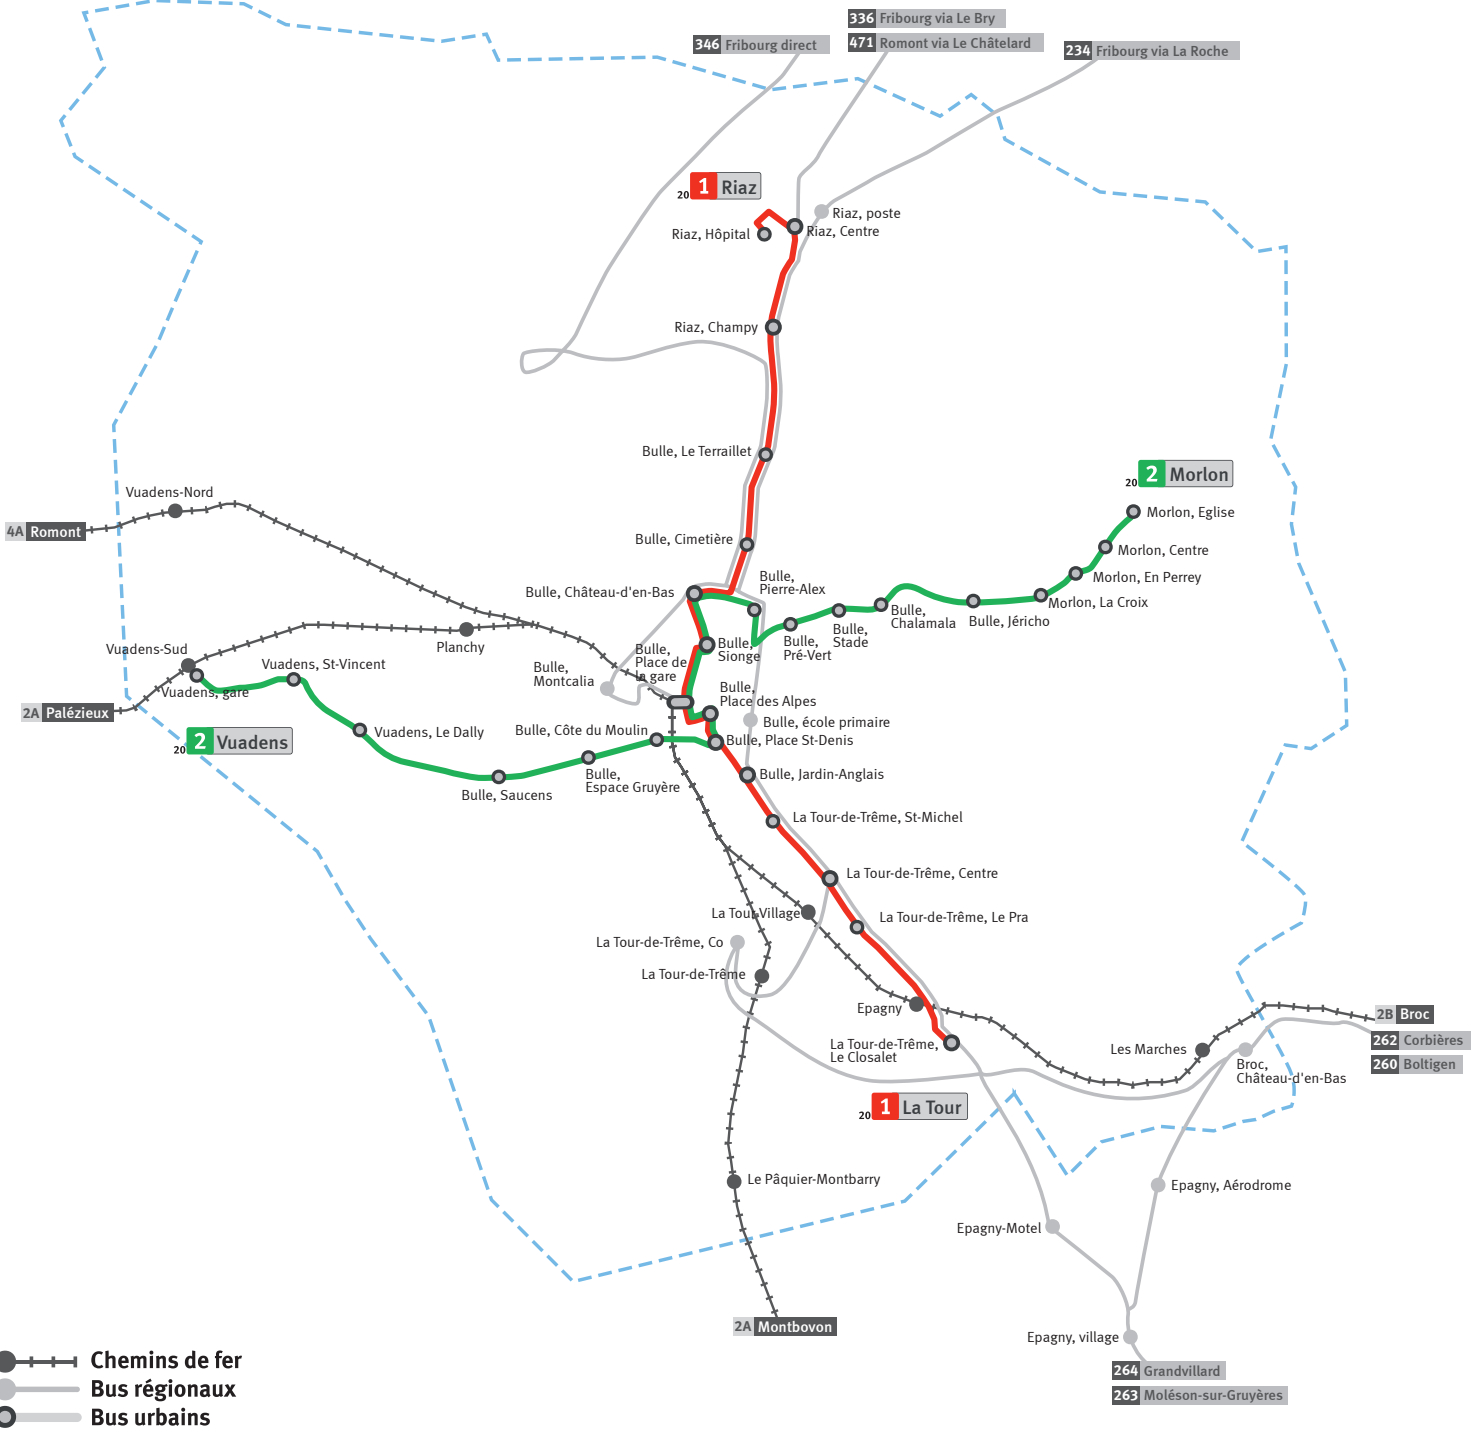 336 Fribourg via Le Bry
346 Fribourg direct
471 Romont via Le Châtelard
234 Fribourg via La Roche
20 1 Riaz
Riaz, poste
Riaz, Hôpital
Riaz, Centre
Riaz, Champy
Bulle, Le Terraillet
20 2 Morlon
Vuadens-Nord
Morlon, Eglise
4A Romont
Bulle, Cimetière
Morlon, Centre
Bulle,
Pierre-Alex
Morlon, En Perrey
Bulle, Château-d'en-Bas
Morlon, La Croix
Bulle,
Chalamala
Bulle, Jéricho
Bulle,
Stade
Bulle,
Pré-Vert
Vuadens-Sud
Planchy
Bulle,
Sionge
Bulle,
Place de
la gare
Vuadens, St-Vincent
Bulle,
Montcalia
Vuadens, gare
Bulle,
Place des Alpes
2A Palézieux
Bulle, école primaire
Vuadens, Le Dally
Bulle, Côte du Moulin
Bulle, Place St-Denis
20 2 Vuadens
Bulle, Jardin-Anglais
Bulle,
Espace Gruyère
Bulle, Saucens
La Tour-de-Trême, St-Michel
La Tour-de-Trême, Centre
La Tour-Village
La Tour-de-Trême, Le Pra
La Tour-de-Trême, Co
La Tour-de-Trême
Epagny
2B Broc
La Tour-de-Trême,
Le Closalet
262 Corbières
Les Marches
260 Boltigen
Broc,
Château-d'en-Bas
20 1 La Tour
Le Pâquier-Montbarry
Epagny, Aérodrome
Epagny-Motel
2A Montbovon
Epagny, village
264 Grandvillard
263 Moléson-sur-Gruyères
Chemins de fer
Bus régionaux
Bus urbains